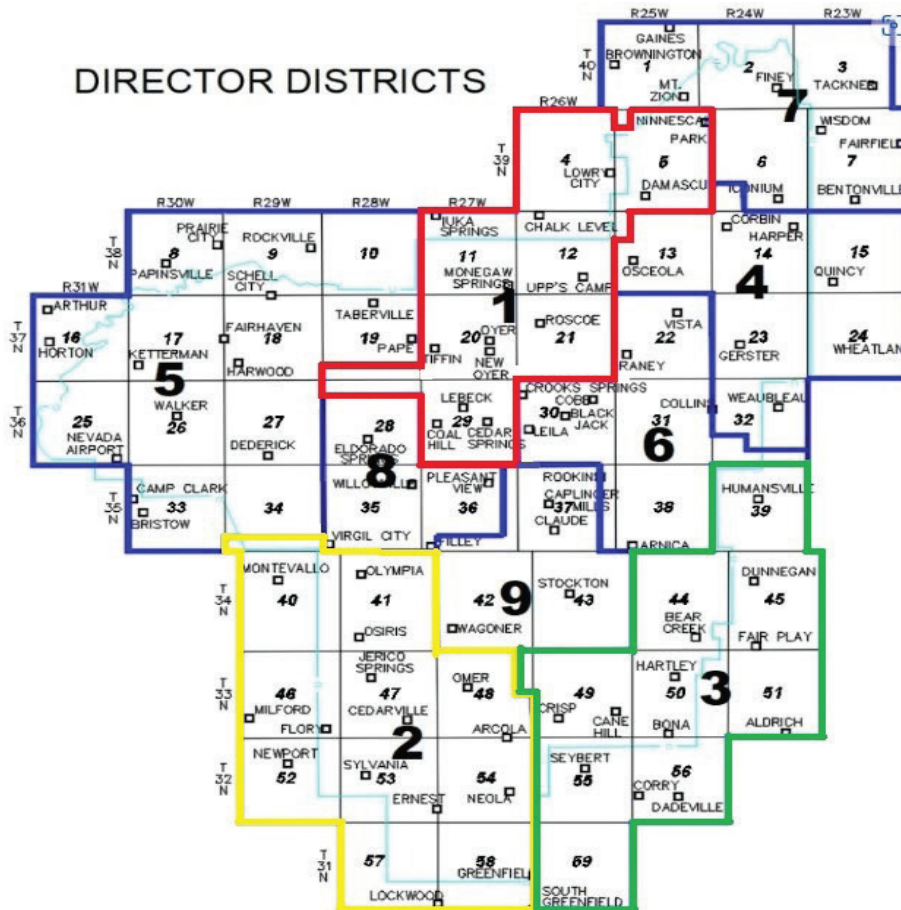 R25W R24W R23W
GAINES
BROWNINGTON
T 40 N
1 2 3
FINEY
TACKNER
MT. ZION
7
DIRECTOR DISTRICTS
R26W
NINNESCAH PARK
WISDOM
FAIRFIELD
T 39 N
4 5 6 7
LOWRY CITY
DAMASCUS
ICONIUM
BENTONVILLE
R30W R29W R28W R27W
IUKA SPRINGS
CHALK LEVEL
CORBIN
HARPER
PRAIRIE CITY
ROCKVILLE
T 38 N
8 9 10 11 12 13 14 15
PAPINSVILLE
SCHELL CITY
MONEGAW SPRINGS
UPP'S CAMP
OSCEOLA
QUINCY
4
1
R31W
ARTHUR
TABERVILLE
ROSCOE
VISTA
T 37 N
16 17 18 19 20 21 22 23 24
HORTON
KETTERMAN
FAIRHAVEN
HARWOOD
PAPE
TIFFIN
OYER
NEW OYER
RANEY
GERSTER
WHEATLAN
5
LEBECK
CROOKS SPRINGS
COBB
BLACK JACK
COLLINS
WEAUBLEAU
T 36 N
25 26 27 28 29 30 31 32
WALKER
NEVADA AIRPORT
DEDERICK
ELDORADO SPRINGS
COAL HILL
CEDAR SPRINGS
LEILA
6
8
PLEASANT VIEW
ROOKINS
CAPLINGER MILLS
HUMANSVILLE
CAMP CLARK
T 35 N
33 34 35 36 37 38 39
BRISTOW
CLAUDE
VIRGIL CITY
FILLEY
ARNICA
MONTEVALLO
OLYMPIA
STOCKTON
DUNNEGAN
T 34 N
40 41 42 43 44 45
9
OSIRIS
WAGONER
BEAR CREEK
FAIR PLAY
JERICO SPRINGS
OMER
HARTLEY
T 33 N
46 47 48 49 50 51
3
MILFORD
FLORY
CEDARVILLE
ARCOLA
CRISP
CANE HILL
BONA
ALDRICH
2
NEWPORT
SYLVANIA
SEYBERT
T 32 N
52 53 54 55 56
ERNEST
NEOLA
CORRY
DADEVILLE
T 31 N
57 58 59
LOCKWOOD
GREENFIELD
SOUTH GREENFIELD